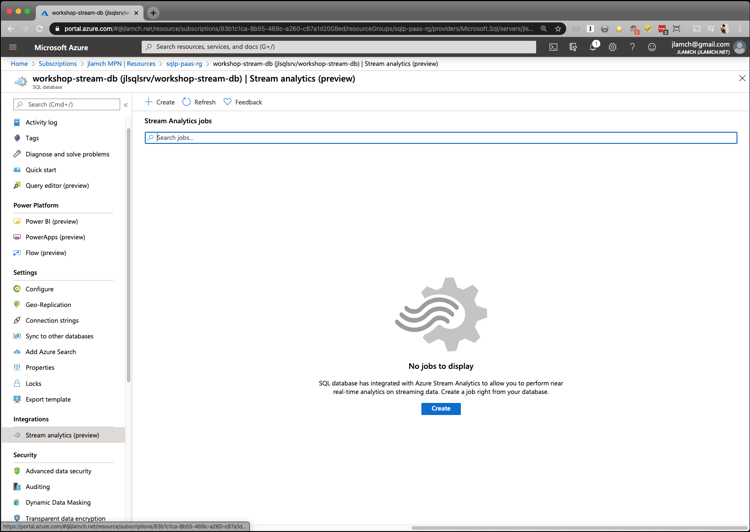 workshop-stream-db (jlsqlsrv/w
portal.azure.com/#@jlamch.net/resource/subscriptions/83b1c1ca-8b55-469c-a260-c87a1d2008ed/resourceGroups/sqlp-paas-rg/providers/Microsoft.Sql/servers/jls...
Microsoft Azure
Search resources, services, and docs (G+/)
1
jlamch@gmail.com
JLAMCH (JLAMCH.NET)
Home > Subscriptions > jlamch MPN | Resources > sqlp-paas-rg > workshop-stream-db (jlsqlsrv/workshop-stream-db) | Stream analytics (preview)
workshop-stream-db (jlsqlsrv/workshop-stream-db) | Stream analytics (preview)
SQL database
Search (Cmd+/)
Create
Refresh
Feedback
Stream Analytics jobs
Search jobs...
Activity log
Tags
Diagnose and solve problems
Quick start
Query editor (preview)
Power Platform
Power BI (preview)
PowerApps (preview)
Flow (preview)
Settings
Configure
Geo-Replication
Connection strings
Sync to other databases
Add Azure Search
Properties
Locks
Export template
Integrations
Stream analytics (preview)
Security
Advanced data security
Auditing
Dynamic Data Masking
Transparent data encryption
No jobs to display
SQL database has integrated with Azure Stream Analytics to allow you to perform near
real-time analytics on streaming data. Create a job right from your database.
Create
https://portal.azure.com/#@jlamch.net/resource/subscriptions/83b1c1ca-8b55-469c-a260-c87a1d...